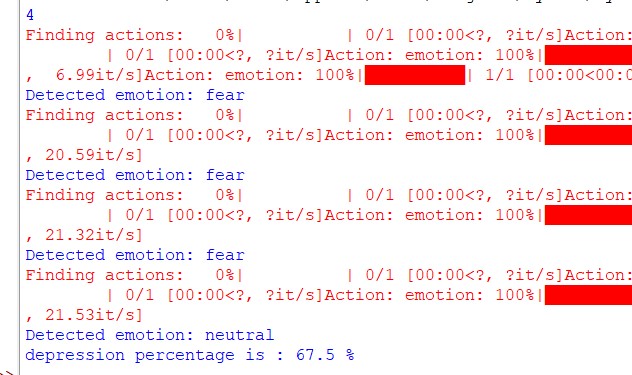 4
Finding actions:   0%|          | 0/1 [00:00<?, ?it/s]Action:
        | 0/1 [00:00<?, ?it/s]Action: emotion: 100%|
,  6.99it/s]Action: emotion: 100%|          | 1/1 [00:00<00:0
Detected emotion: fear
Finding actions:   0%|          | 0/1 [00:00<?, ?it/s]Action:
        | 0/1 [00:00<?, ?it/s]Action: emotion: 100%|
, 20.59it/s]
Detected emotion: fear
Finding actions:   0%|          | 0/1 [00:00<?, ?it/s]Action:
        | 0/1 [00:00<?, ?it/s]Action: emotion: 100%|
, 21.32it/s]
Detected emotion: fear
Finding actions:   0%|          | 0/1 [00:00<?, ?it/s]Action:
        | 0/1 [00:00<?, ?it/s]Action: emotion: 100%|
, 21.53it/s]
Detected emotion: neutral
depression percentage is : 67.5 %